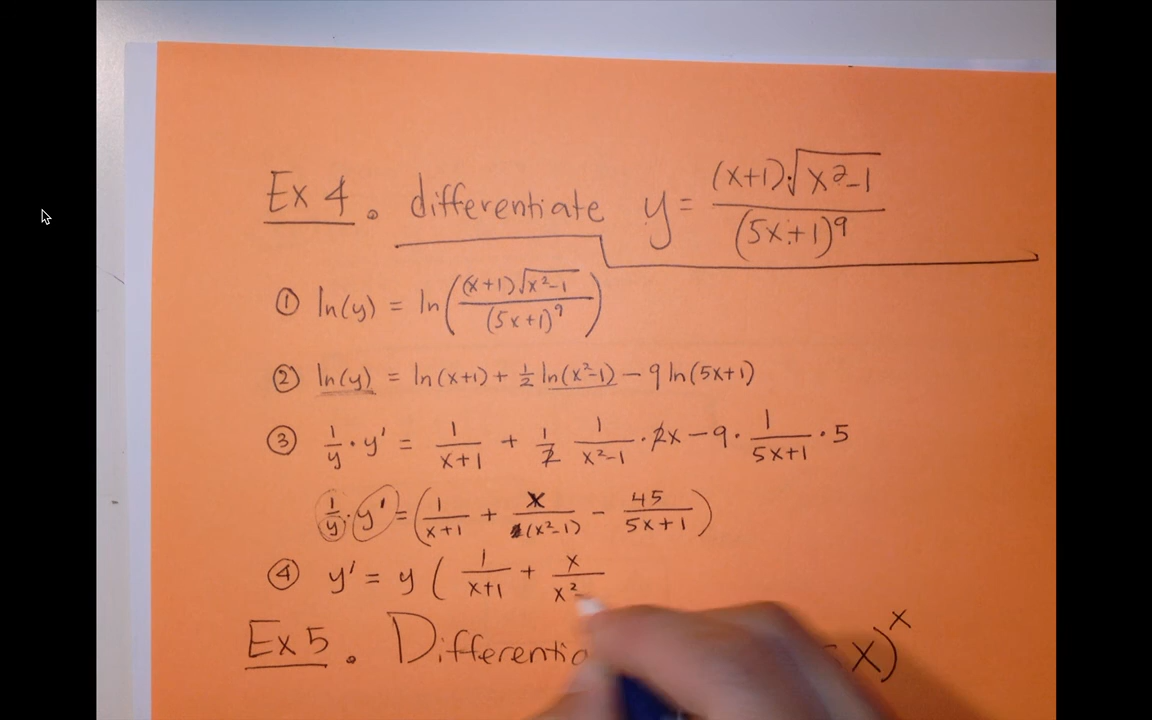 Ex 4. differentiate y = (x+1)·√(x²-1) / (5x+1)⁹
① ln(y) = ln((x+1)√(x²-1) / (5x+1)⁹)
② ln(y) = ln(x+1) + 1/2 ln(x²-1) - 9 ln(5x+1)
③ 1/y · y' = 1/(x+1) + 1/2 1/(x²-1) · 2x - 9 · 1/(5x+1) · 5
1/y · y' = (1/(x+1) + x/(x²-1) - 45/(5x+1))
④ y' = y ( 1/(x+1) + x/x²-
Ex 5. Differentia x)ˣ